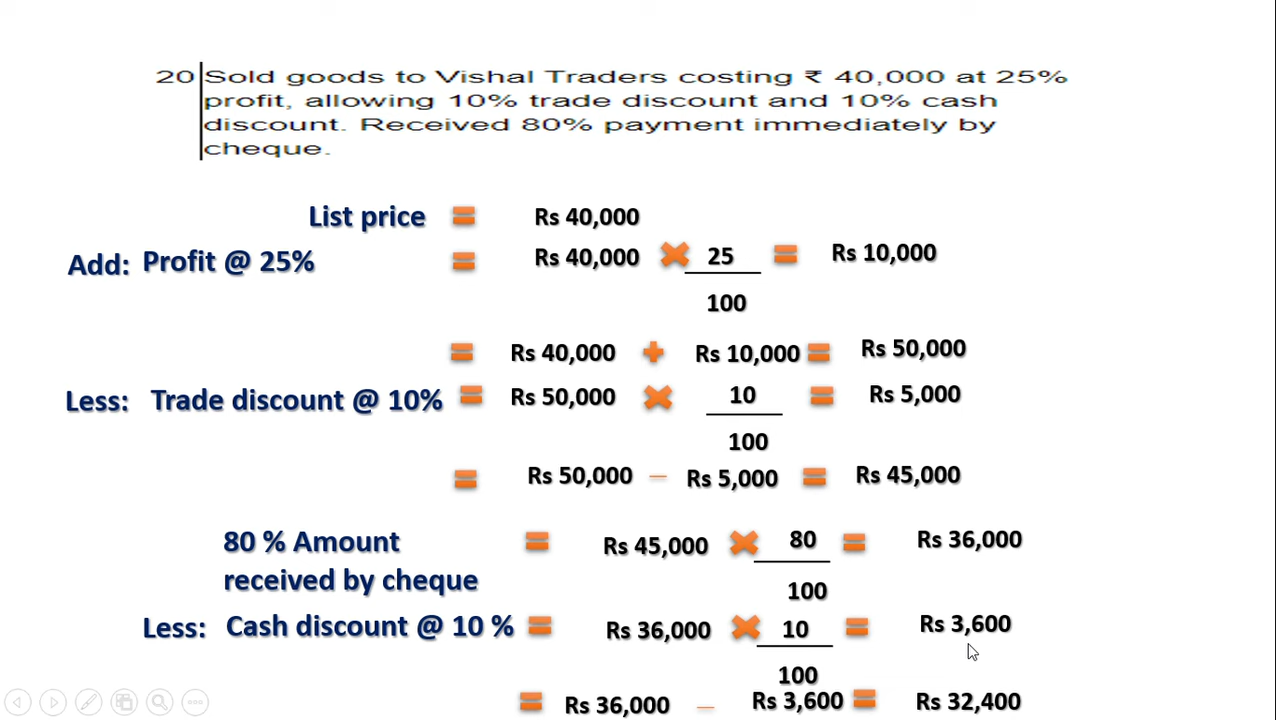 20 Sold goods to Vishal Traders costing ₹ 40,000 at 25%
profit, allowing 10% trade discount and 10% cash
discount. Received 80% payment immediately by
cheque.
List price = Rs 40,000
Add: Profit @ 25% = Rs 40,000 × 25 = Rs 10,000
100
= Rs 40,000 + Rs 10,000 = Rs 50,000
Less: Trade discount @ 10% = Rs 50,000 × 10 = Rs 5,000
100
= Rs 50,000 – Rs 5,000 = Rs 45,000
80 % Amount = Rs 45,000 × 80 = Rs 36,000
received by cheque 100
Less: Cash discount @ 10 % = Rs 36,000 × 10 = Rs 3,600
100
= Rs 36,000 – Rs 3,600 = Rs 32,400